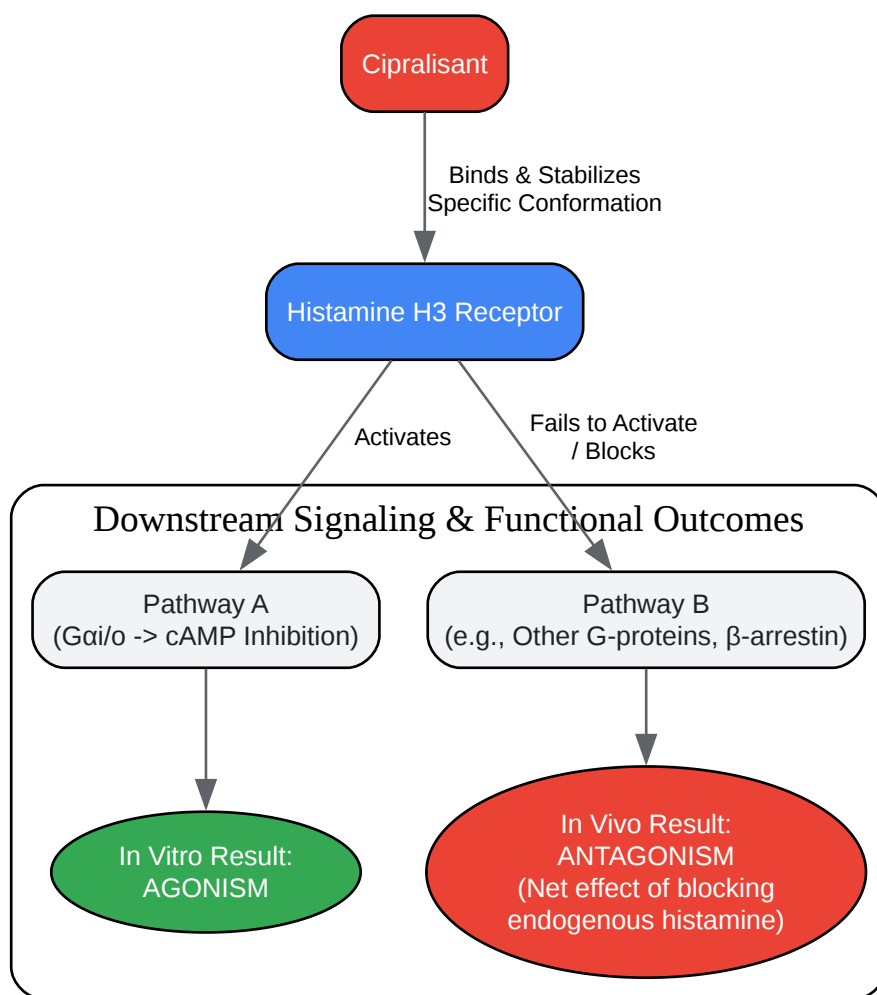 Cipralisant
Binds & Stabilizes
Specific Conformation
Histamine H3 Receptor
Activates
Fails to Activate
/ Blocks
Downstream Signaling & Functional Outcomes
Pathway A
(Gαi/o -> cAMP Inhibition)
Pathway B
(e.g., Other G-proteins, β-arrestin)
In Vitro Result:
AGONISM
In Vivo Result:
ANTAGONISM
(Net effect of blocking
endogenous histamine)